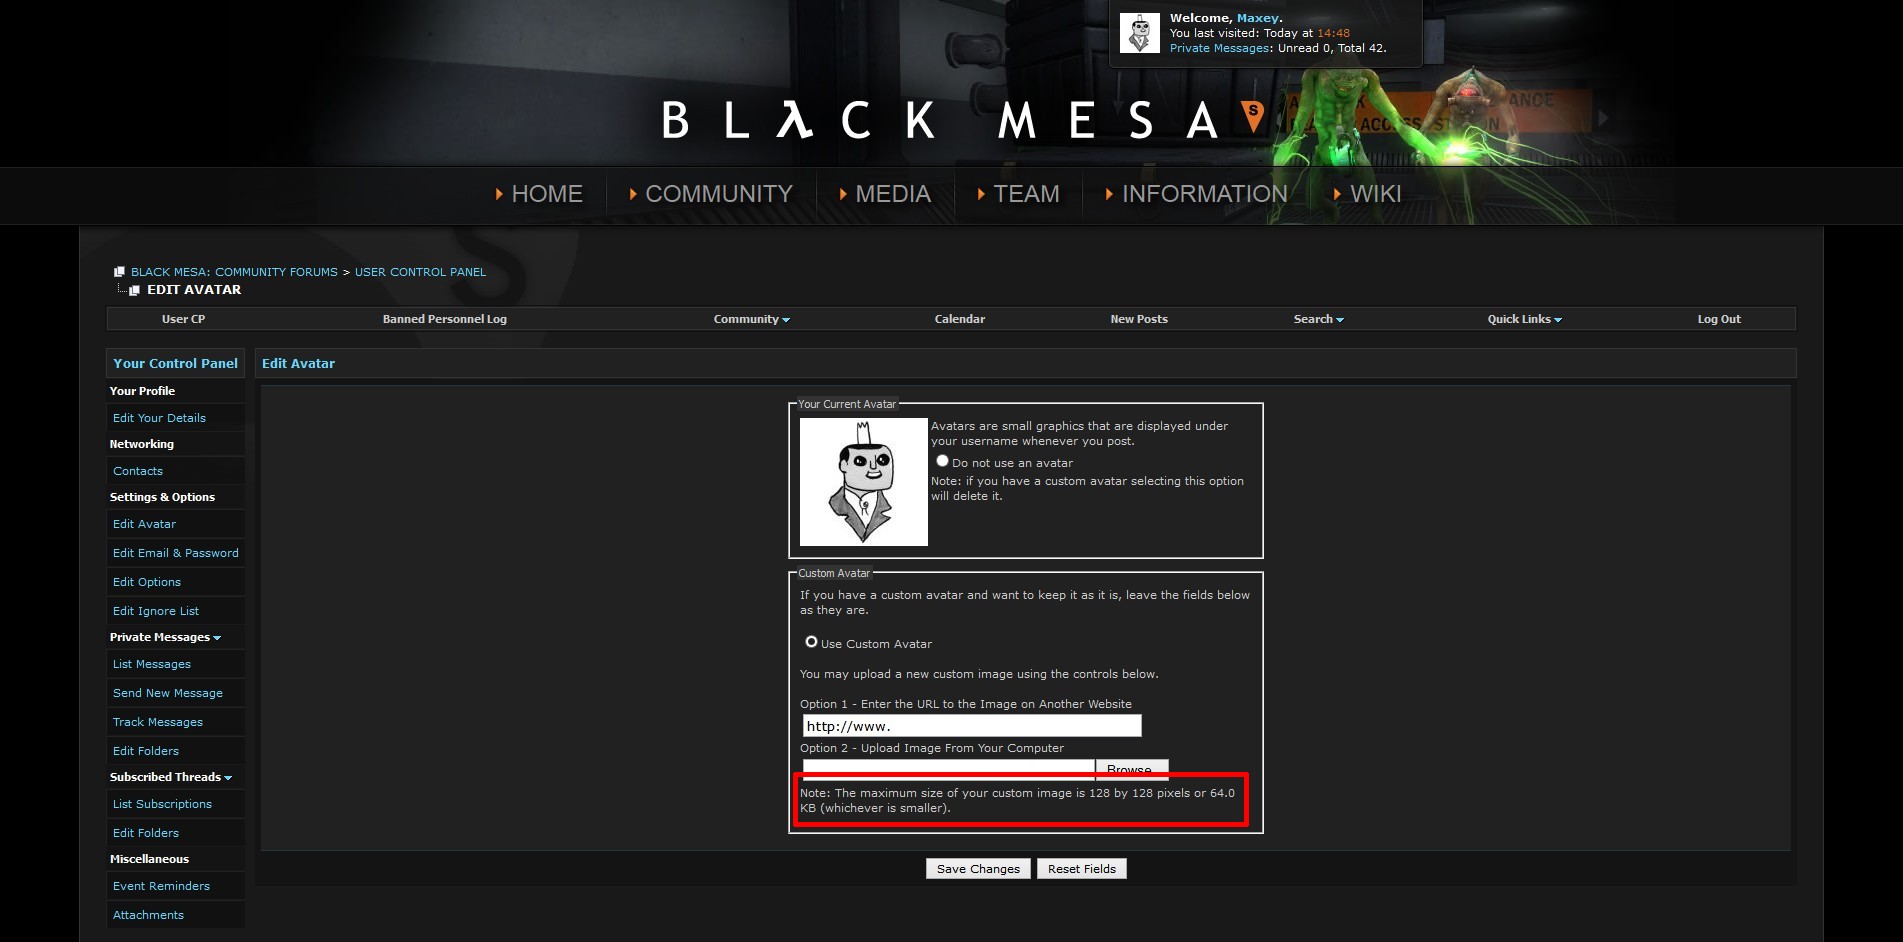 Welcome, Maxey.
You last visited: Today at 14:48
Private Messages: Unread 0, Total 42.
BLλCK MESA
S
HOME
COMMUNITY
MEDIA
TEAM
INFORMATION
WIKI
BLACK MESA: COMMUNITY FORUMS > USER CONTROL PANEL
EDIT AVATAR
User CP
Banned Personnel Log
Community
Calendar
New Posts
Search
Quick Links
Log Out
Your Control Panel
Your Profile
Edit Your Details
Networking
Contacts
Settings & Options
Edit Avatar
Edit Email & Password
Edit Options
Edit Ignore List
Private Messages
List Messages
Send New Message
Track Messages
Edit Folders
Subscribed Threads
List Subscriptions
Edit Folders
Miscellaneous
Event Reminders
Attachments
Edit Avatar
Your Current Avatar
Avatars are small graphics that are displayed under
your username whenever you post.
Do not use an avatar
Note: if you have a custom avatar selecting this option
will delete it.
Custom Avatar
If you have a custom avatar and want to keep it as it is, leave the fields below
as they are.
Use Custom Avatar
You may upload a new custom image using the controls below.
Option 1 - Enter the URL to the Image on Another Website
http://www.
Option 2 - Upload Image From Your Computer
Browse
Note: The maximum size of your custom image is 128 by 128 pixels or 64.0
KB (whichever is smaller).
Save Changes
Reset Fields